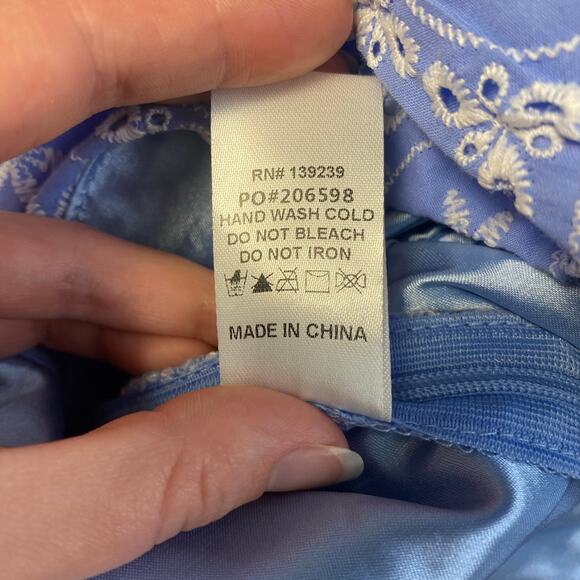 RN# 139239
PO#206598
HAND WASH COLD
DO NOT BLEACH
DO NOT IRON
MADE IN CHINA